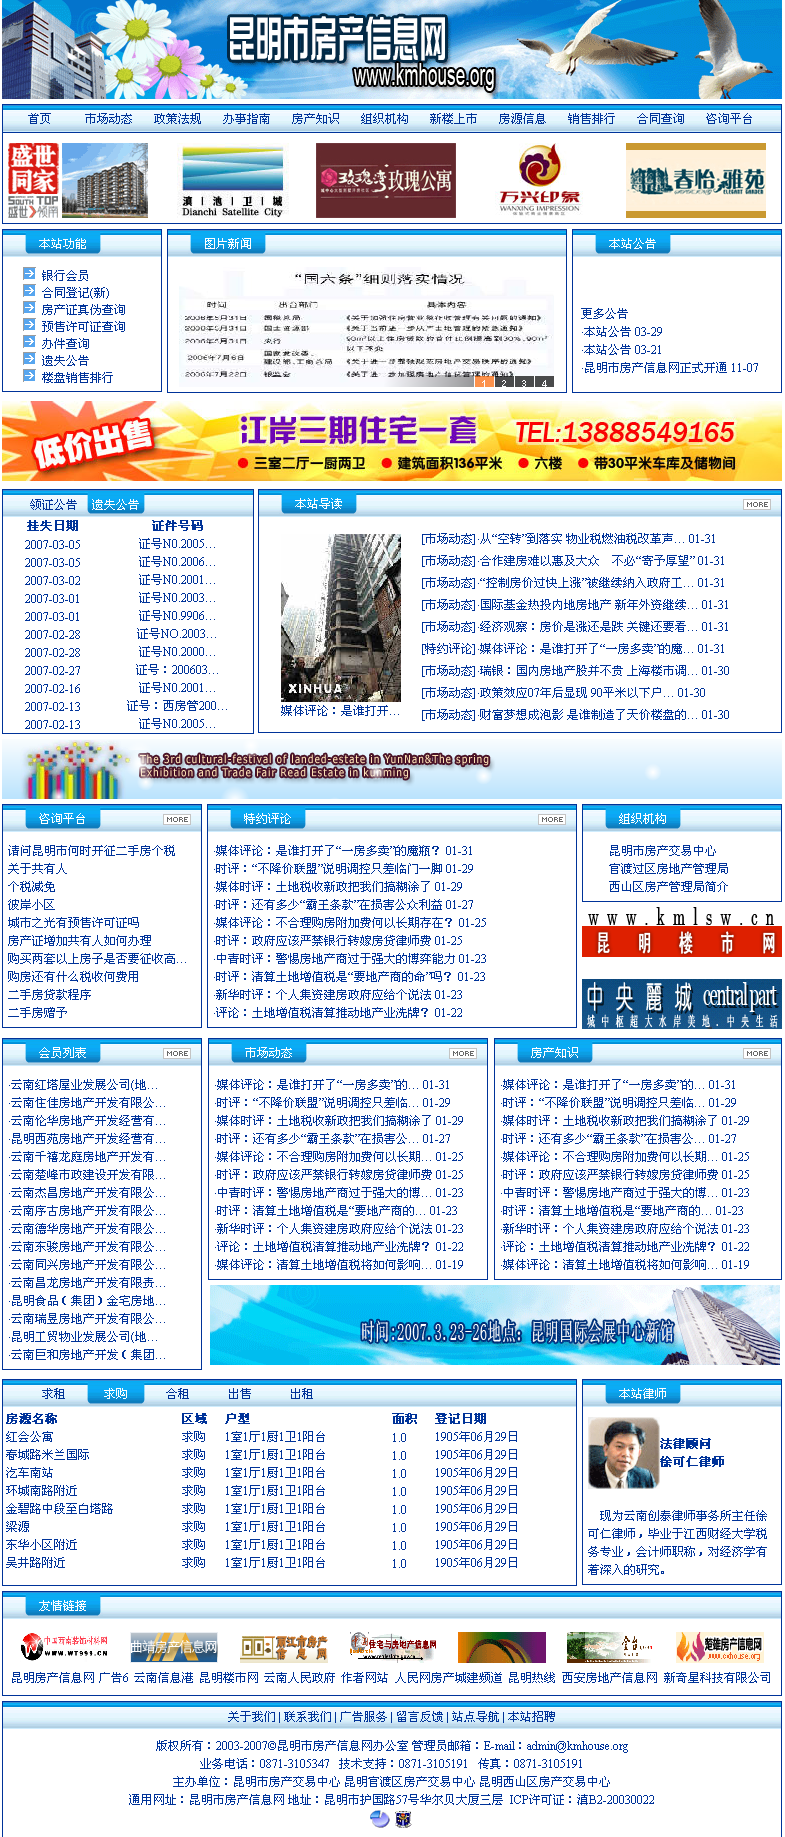 昆明市房产信息网
www.kmhouse.org
首页 市场动态 政策法规 办事指南 房产知识 组织机构 新楼上市 房源信息 销售排行 合同查询 咨询平台
盛世同家
滇池卫城
Dianchi Satellite City
玫瑰湾 玫瑰公寓
万兴印象
WANXING IMPRESSION
春怡雅苑
本站功能
银行会员
合同登记(新)
房产证真伪查询
预售许可证查询
办件查询
遗失公告
楼盘销售排行
图片新闻
“国六条”细则落实情况
时间 出台部门 具体内容
1 2 3 4
本站公告
更多公告
·本站公告 03-29
·本站公告 03-21
·昆明市房产信息网正式开通 11-07
低价出售
江岸三期住宅一套 TEL:13888549165
●三室二厅一厨两卫 ●建筑面积136平米 ●六楼 ●带30平米车库及储物间
领证公告 遗失公告
挂失日期 证件号码
2007-03-05 证号N0.2005…
2007-03-05 证号N0.2006…
2007-03-02 证号N0.2001…
2007-03-01 证号N0.2003…
2007-03-01 证号N0.9906…
2007-02-28 证号NO.2003…
2007-02-28 证号N0.2000…
2007-02-27 证号：200603…
2007-02-16 证号N0.2001…
2007-02-13 证号：西房管200…
2007-02-13 证号N0.2005…
本站导读 MORE
XINHUA
媒体评论：是谁打开…
[市场动态]·从“空转”到落实 物业税燃油税改革声… 01-31
[市场动态]·合作建房难以惠及大众　不必“寄予厚望” 01-31
[市场动态]·“控制房价过快上涨”被继续纳入政府工… 01-31
[市场动态]·国际基金热投内地房地产 新年外资继续… 01-31
[市场动态]·经济观察：房价是涨还是跌 关键还要看… 01-31
[特约评论]·媒体评论：是谁打开了“一房多卖”的魔… 01-31
[市场动态]·瑞银：国内房地产股并不贵 上海楼市调… 01-30
[市场动态]·政策效应07年后显现 90平米以下户… 01-30
[市场动态]·财富梦想成泡影 是谁制造了天价楼盘的… 01-30
The 3rd cultural-festival of landed-estate in YunNan&The spring
Exhibition and Trade Fair Read Estate in kunming
咨询平台 MORE
请问昆明市何时开征二手房个税
关于共有人
个税减免
彼岸小区
城市之光有预售许可证吗
房产证增加共有人如何办理
购买两套以上房子是否要征收高…
购房还有什么税收何费用
二手房贷款程序
二手房赠予
特约评论 MORE
·媒体评论：是谁打开了“一房多卖”的魔瓶？ 01-31
·时评：“不降价联盟”说明调控只差临门一脚 01-29
·媒体时评：土地税收新政把我们搞糊涂了 01-29
·时评：还有多少“霸王条款”在损害公众利益 01-27
·媒体评论：不合理购房附加费何以长期存在？ 01-25
·时评：政府应该严禁银行转嫁房贷律师费 01-25
·中青时评：警惕房地产商过于强大的博弈能力 01-23
·时评：清算土地增值税是“要地产商的命”吗？ 01-23
·新华时评：个人集资建房政府应给个说法 01-23
·评论：土地增值税清算推动地产业洗牌？ 01-22
组织机构
昆明市房产交易中心
官渡过区房地产管理局
西山区房产管理局简介
www.kmlsw.cn
昆明楼市网
中央麗城 centralpart
城中枢超大水岸美地．中央生活
会员列表 MORE
·云南红塔屋业发展公司(地…
·云南住佳房地产开发有限公…
·云南伦华房地产开发经营有…
·昆明西苑房地产开发经营有…
·云南千禧龙庭房地产开发有…
·云南楚峰市政建设开发有限…
·云南杰昌房地产开发有限公…
·云南序古房地产开发有限公…
·云南德华房地产开发有限公…
·云南东骏房地产开发有限公…
·云南同兴房地产开发有限公…
·云南昌龙房地产开发有限责…
·昆明食品（集团）金宅房地…
·云南瑞昱房地产开发有限公…
·昆明工贸物业发展公司(地…
·云南巨和房地产开发（集团…
市场动态 MORE
·媒体评论：是谁打开了“一房多卖”的… 01-31
·时评：“不降价联盟”说明调控只差临… 01-29
·媒体时评：土地税收新政把我们搞糊涂了 01-29
·时评：还有多少“霸王条款”在损害公… 01-27
·媒体评论：不合理购房附加费何以长期… 01-25
·时评：政府应该严禁银行转嫁房贷律师费 01-25
·中青时评：警惕房地产商过于强大的博… 01-23
·时评：清算土地增值税是“要地产商的… 01-23
·新华时评：个人集资建房政府应给个说法 01-23
·评论：土地增值税清算推动地产业洗牌？ 01-22
·媒体评论：清算土地增值税将如何影响… 01-19
房产知识 MORE
·媒体评论：是谁打开了“一房多卖”的… 01-31
·时评：“不降价联盟”说明调控只差临… 01-29
·媒体时评：土地税收新政把我们搞糊涂了 01-29
·时评：还有多少“霸王条款”在损害公… 01-27
·媒体评论：不合理购房附加费何以长期… 01-25
·时评：政府应该严禁银行转嫁房贷律师费 01-25
·中青时评：警惕房地产商过于强大的博… 01-23
·时评：清算土地增值税是“要地产商的… 01-23
·新华时评：个人集资建房政府应给个说法 01-23
·评论：土地增值税清算推动地产业洗牌？ 01-22
·媒体评论：清算土地增值税将如何影响… 01-19
时间:2007.3.23-26地点：昆明国际会展中心新馆
求租 求购 合租 出售 出租
房源名称 区域 户型 面积 登记日期
红会公寓 求购 1室1厅1厨1卫1阳台 1.0 1905年06月29日
春城路米兰国际 求购 1室1厅1厨1卫1阳台 1.0 1905年06月29日
汽车南站 求购 1室1厅1厨1卫1阳台 1.0 1905年06月29日
环城南路附近 求购 1室1厅1厨1卫1阳台 1.0 1905年06月29日
金碧路中段至白塔路 求购 1室1厅1厨1卫1阳台 1.0 1905年06月29日
梁源 求购 1室1厅1厨1卫1阳台 1.0 1905年06月29日
东华小区附近 求购 1室1厅1厨1卫1阳台 1.0 1905年06月29日
吴井路附近 求购 1室1厅1厨1卫1阳台 1.0 1905年06月29日
本站律师
法律顾问
徐可仁律师
现为云南创泰律师事务所主任徐
可仁律师，毕业于江西财经大学税
务专业，会计师职称，对经济学有
着深入的研究。
友情链接
WWW.WT999.CN
曲靖房产信息网
丽江市房产信息网
住宅与房地产信息网
楚雄房产信息网
www.cxhouse.org
昆明房产信息网 广告6 云南信息港 昆明楼市网 云南人民政府 作者网站 人民网房产城建频道 昆明热线 西安房地产信息网 新奇星科技有限公司
关于我们 | 联系我们 | 广告服务 | 留言反馈 | 站点导航 | 本站招聘
版权所有：2003-2007©昆明市房产信息网办公室 管理员邮箱：E-mail：admin@kmhouse.org
业务电话：0871-3105347 技术支持：0871-3105191 传真：0871-3105191
主办单位：昆明市房产交易中心 昆明官渡区房产交易中心 昆明西山区房产交易中心
通用网址：昆明市房产信息网 地址：昆明市护国路57号华尔贝大厦三层 ICP许可证：滇B2-20030022